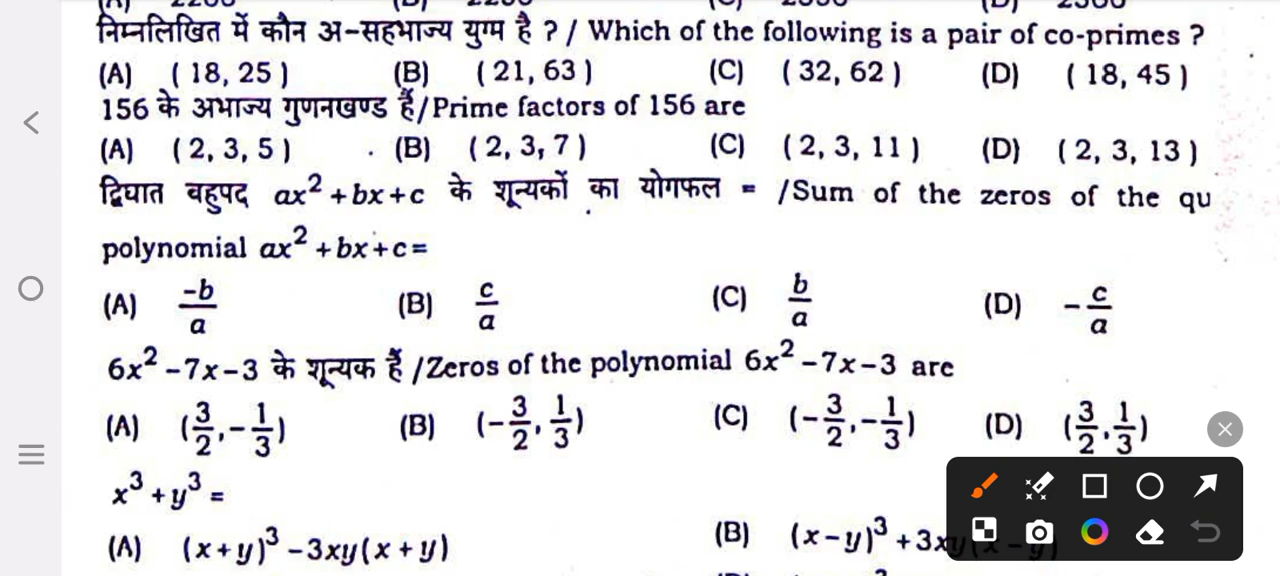 निम्नलिखित में कौन अ-सहभाज्य युग्म है ? / Which of the following is a pair of co-primes ?
(A) ( 18, 25 ) (B) ( 21, 63 ) (C) ( 32, 62 ) (D) ( 18, 45 )
156 के अभाज्य गुणनखण्ड हैं/Prime factors of 156 are
(A) ( 2, 3, 5 ) (B) ( 2, 3, 7 ) (C) ( 2, 3, 11 ) (D) ( 2, 3, 13 )
द्विघात बहुपद ax² + bx + c के शून्यकों का योगफल = /Sum of the zeros of the qu
polynomial ax² + bx + c =
(A) -b/a (B) c/a (C) b/a (D) -c/a
6x² - 7x - 3 के शून्यक हैं /Zeros of the polynomial 6x² - 7x - 3 are
(A) (3/2, -1/3) (B) (-3/2, 1/3) (C) (-3/2, -1/3) (D) (3/2, 1/3)
x³ + y³ =
(A) (x + y)³ - 3xy(x + y) (B) (x - y)³ + 3xy(x - y)